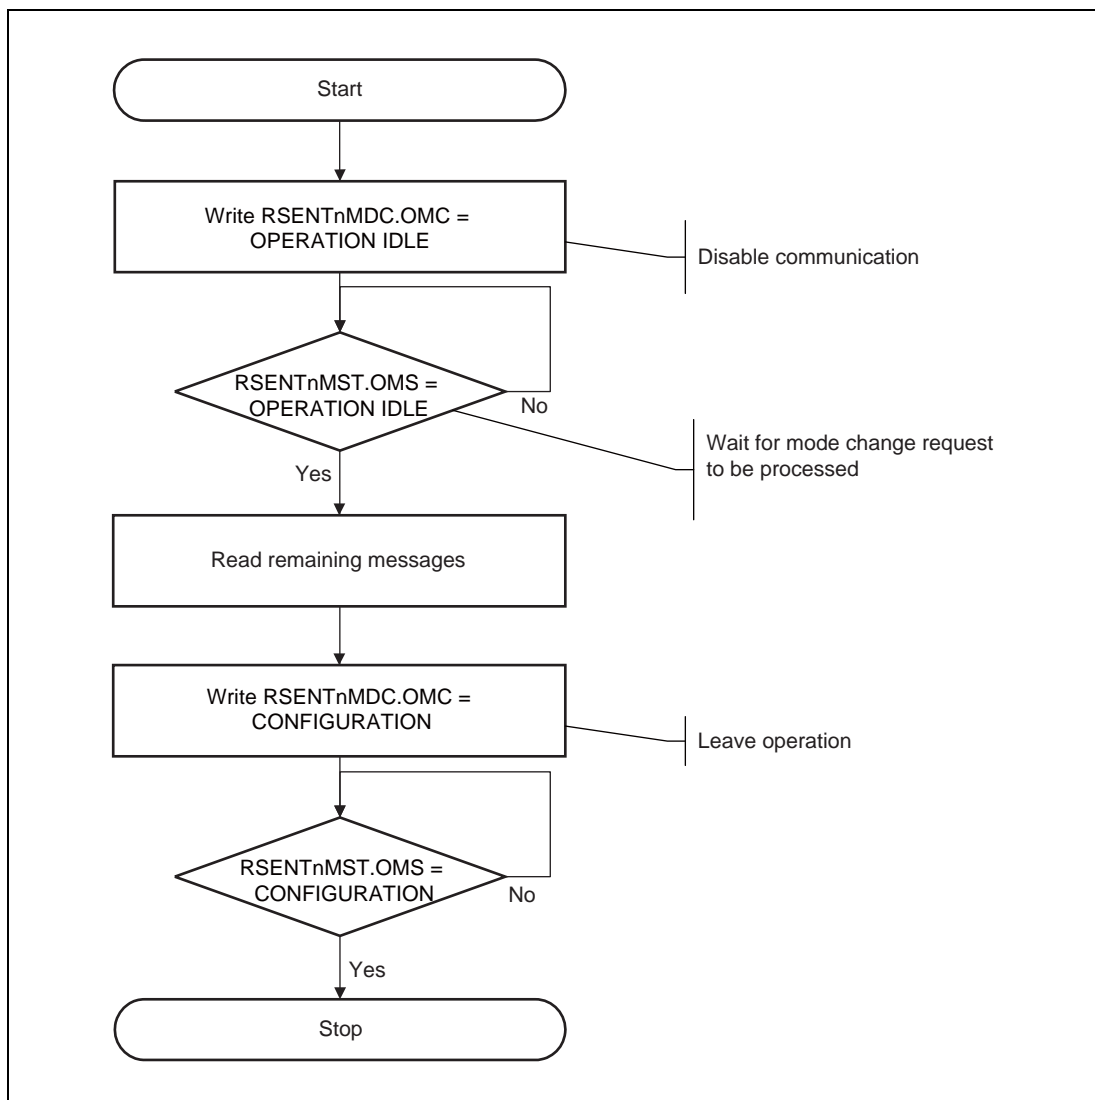 Start
Write RSENTnMDC.OMC =
OPERATION IDLE
Disable communication
RSENTnMST.OMS =
OPERATION IDLE
No
Wait for mode change request
to be processed
Yes
Read remaining messages
Write RSENTnMDC.OMC =
CONFIGURATION
Leave operation
RSENTnMST.OMS =
CONFIGURATION
No
Yes
Stop